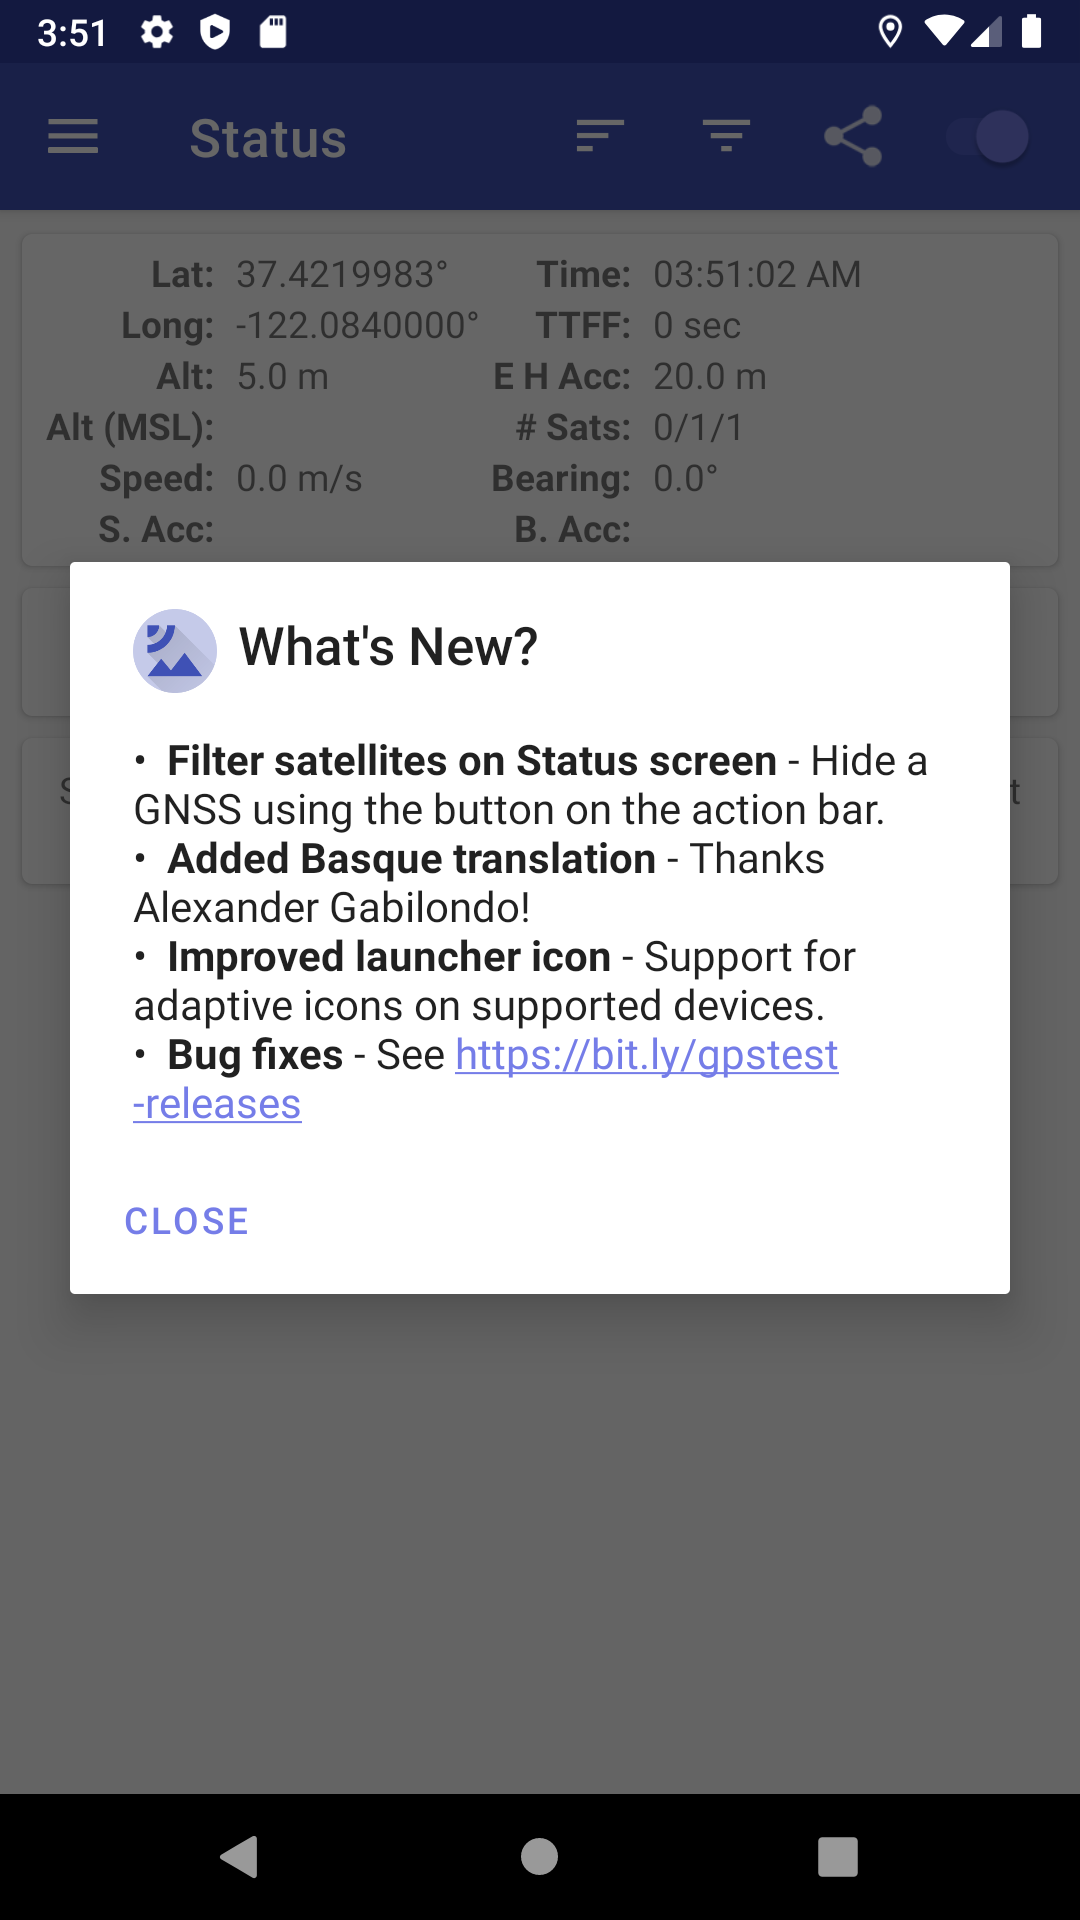 3:51
Status
Lat: 37.4219983° Time: 03:51:02 AM
Long: -122.0840000° TTFF: 0 sec
Alt: 5.0 m E H Acc: 20.0 m
Alt (MSL): # Sats: 0/1/1
Speed: 0.0 m/s Bearing: 0.0°
S. Acc: B. Acc:
What's New?
• Filter satellites on Status screen - Hide a
GNSS using the button on the action bar.
• Added Basque translation - Thanks
Alexander Gabilondo!
• Improved launcher icon - Support for
adaptive icons on supported devices.
• Bug fixes - See https://bit.ly/gpstest
-releases
CLOSE